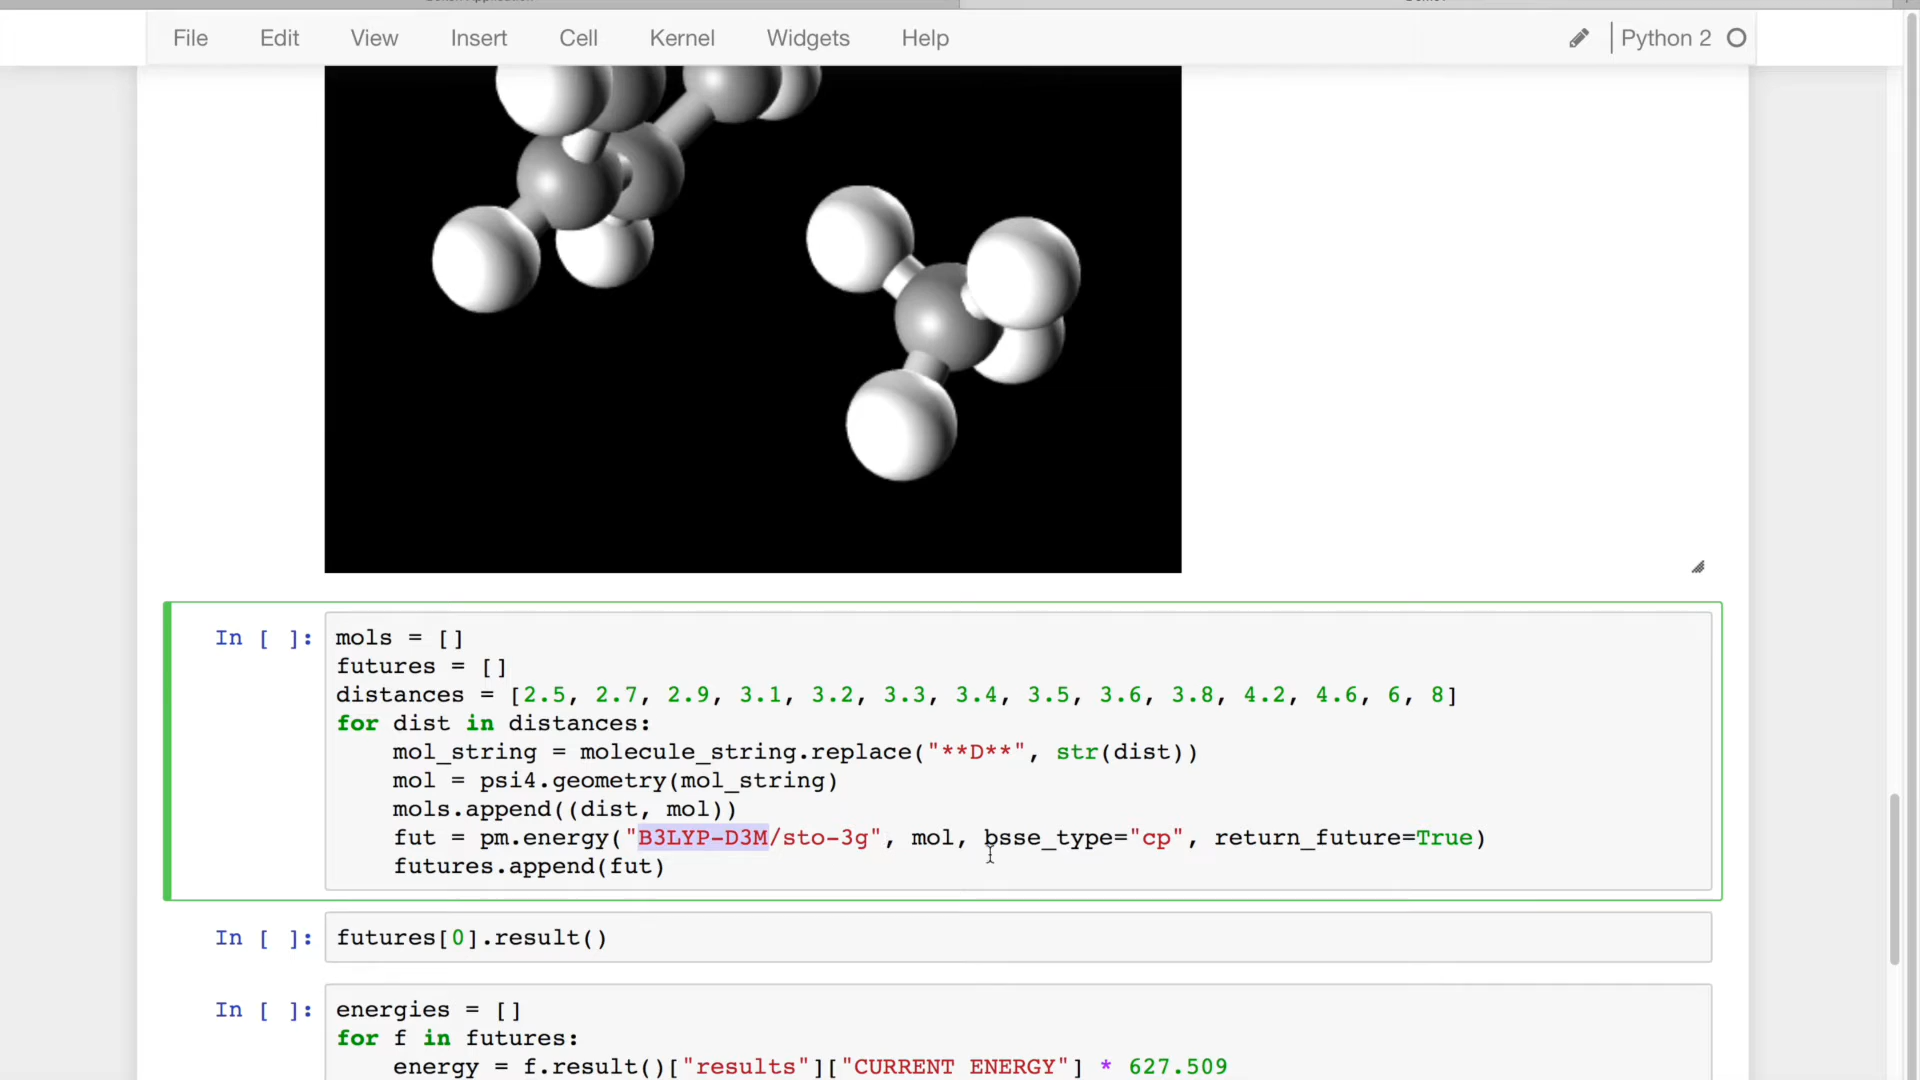 File Edit View Insert Cell Kernel Widgets Help Python 2
In [ ]: mols = []
futures = []
distances = [2.5, 2.7, 2.9, 3.1, 3.2, 3.3, 3.4, 3.5, 3.6, 3.8, 4.2, 4.6, 6, 8]
for dist in distances:
    mol_string = molecule_string.replace("**D**", str(dist))
    mol = psi4.geometry(mol_string)
    mols.append((dist, mol))
    fut = pm.energy("B3LYP-D3M/sto-3g", mol, bsse_type="cp", return_future=True)
    futures.append(fut)
In [ ]: futures[0].result()
In [ ]: energies = []
for f in futures:
    energy = f.result()["results"]["CURRENT ENERGY"] * 627.509